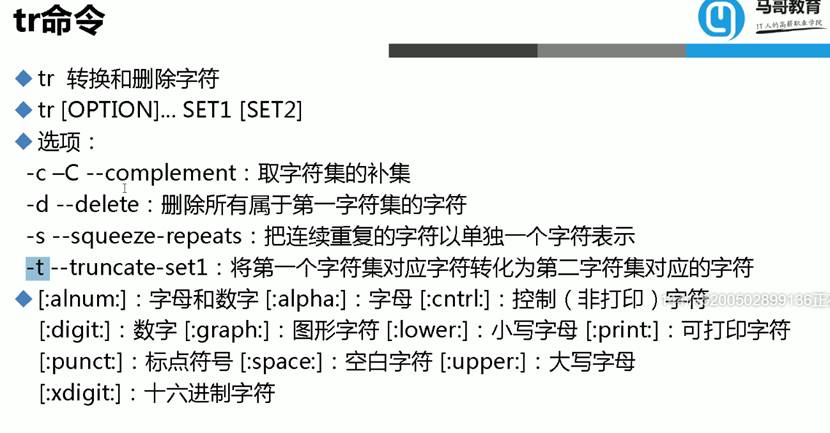 tr命令
马哥教育
IT人的高薪职业学院
tr 转换和删除字符
tr [OPTION]... SET1 [SET2]
选项：
-c –C --complement：取字符集的补集
-d --delete：删除所有属于第一字符集的字符
-s --squeeze-repeats：把连续重复的字符以单独一个字符表示
-t --truncate-set1：将第一个字符集对应字符转化为第二字符集对应的字符
[:alnum:]：字母和数字 [:alpha:]：字母 [:cntrl:]：控制（非打印）字符
[:digit:]：数字 [:graph:]：图形字符 [:lower:]：小写字母 [:print:]：可打印字符
[:punct:]：标点符号 [:space:]：空白字符 [:upper:]：大写字母
[:xdigit:]：十六进制字符